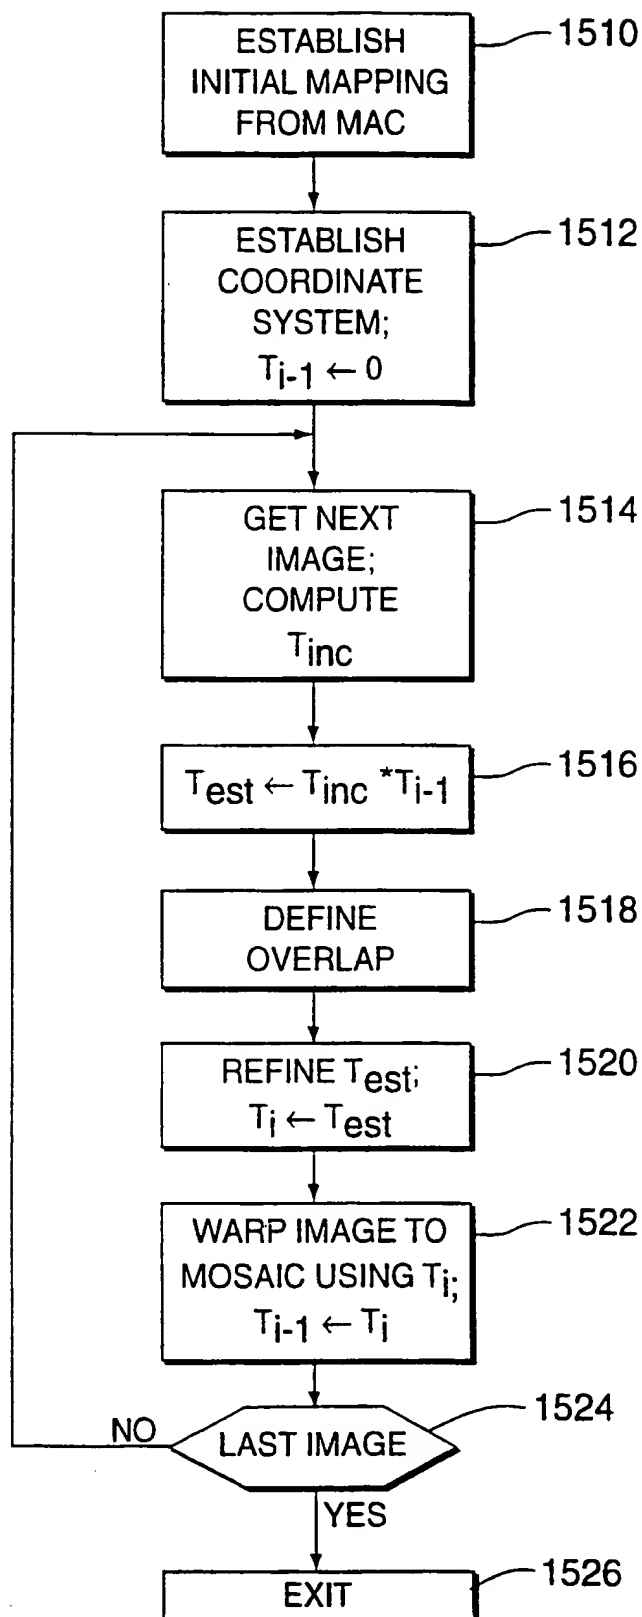 ESTABLISH
INITIAL MAPPING
FROM MAC
1510
ESTABLISH
COORDINATE
SYSTEM;
Ti-1 ← 0
1512
GET NEXT
IMAGE;
COMPUTE
Tinc
1514
Test ← Tinc *Ti-1
1516
DEFINE
OVERLAP
1518
REFINE Test;
Ti ← Test
1520
WARP IMAGE TO
MOSAIC USING Ti;
Ti-1 ← Ti
1522
LAST IMAGE
1524
NO
YES
EXIT
1526